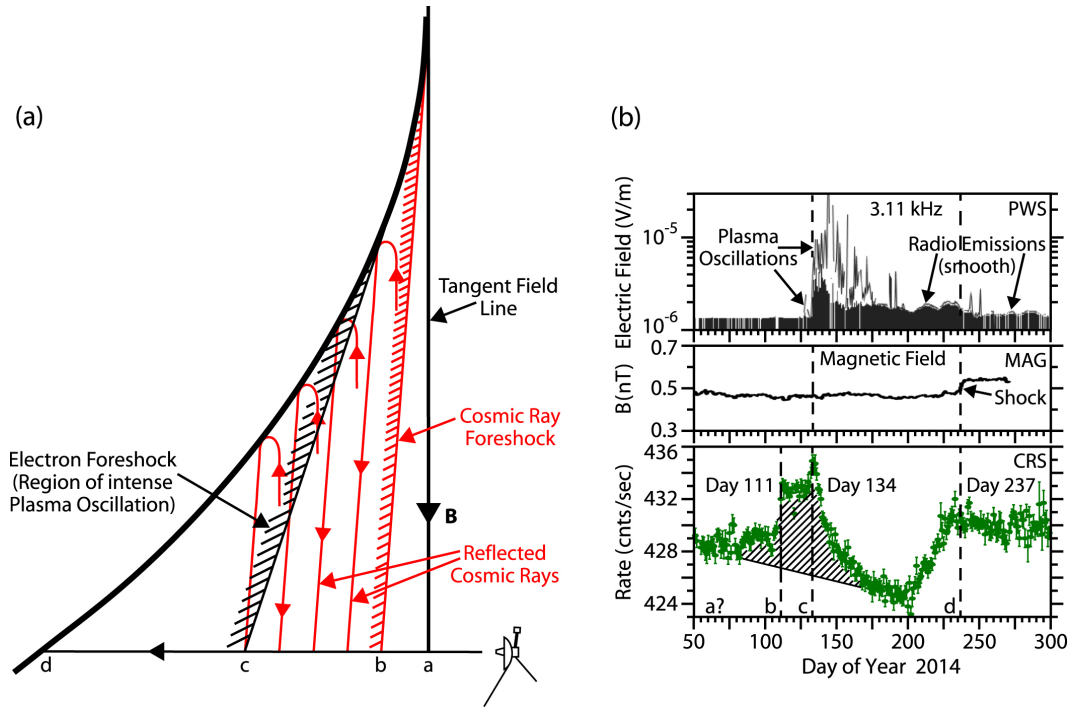 (a)
Tangent Field
Line
Cosmic Ray
Foreshock
Electron Foreshock
(Region of intense
Plasma Oscillation)
B
Reflected
Cosmic Rays
d
c
b
a
(b)
Electric Field (V/m)
10-5
10-6
3.11 kHz
PWS
Plasma
Oscillations
Radio Emissions
(smooth)
B(nT)
0.7
0.5
0.3
Magnetic Field
MAG
Shock
Rate (cnts/sec)
436
432
428
424
CRS
Day 111
Day 134
Day 237
a?
b
c
d
50
100
150
200
250
300
Day of Year 2014